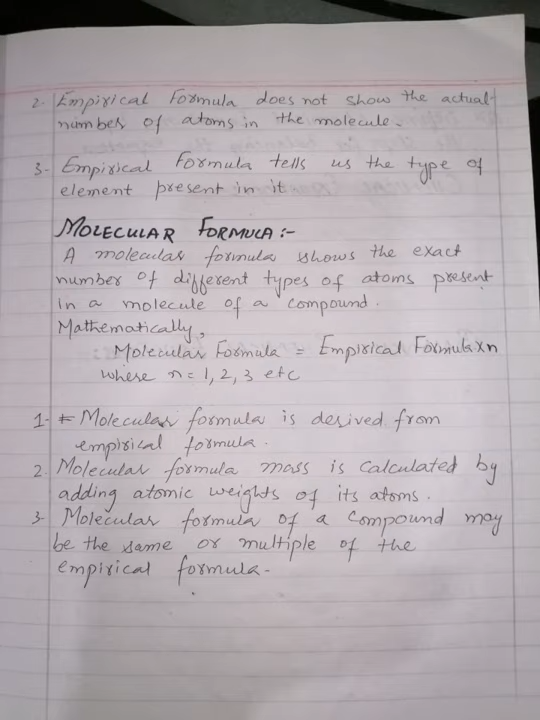 2- Empirical Formula does not show the actual
number of atoms in the molecule.
3- Empirical Formula tells us the type of
element present in it
MOLECULAR FORMULA :-
A molecular formula shows the exact
number of different types of atoms present
in a molecule of a compound.
Mathematically,
Molecular Formula = Empirical Formula x n
where n = 1, 2, 3 etc
1- Molecular formula is derived from
empirical formula.
2. Molecular formula mass is calculated by
adding atomic weights of its atoms.
3- Molecular formula of a compound may
be the same or multiple of the
empirical formula-